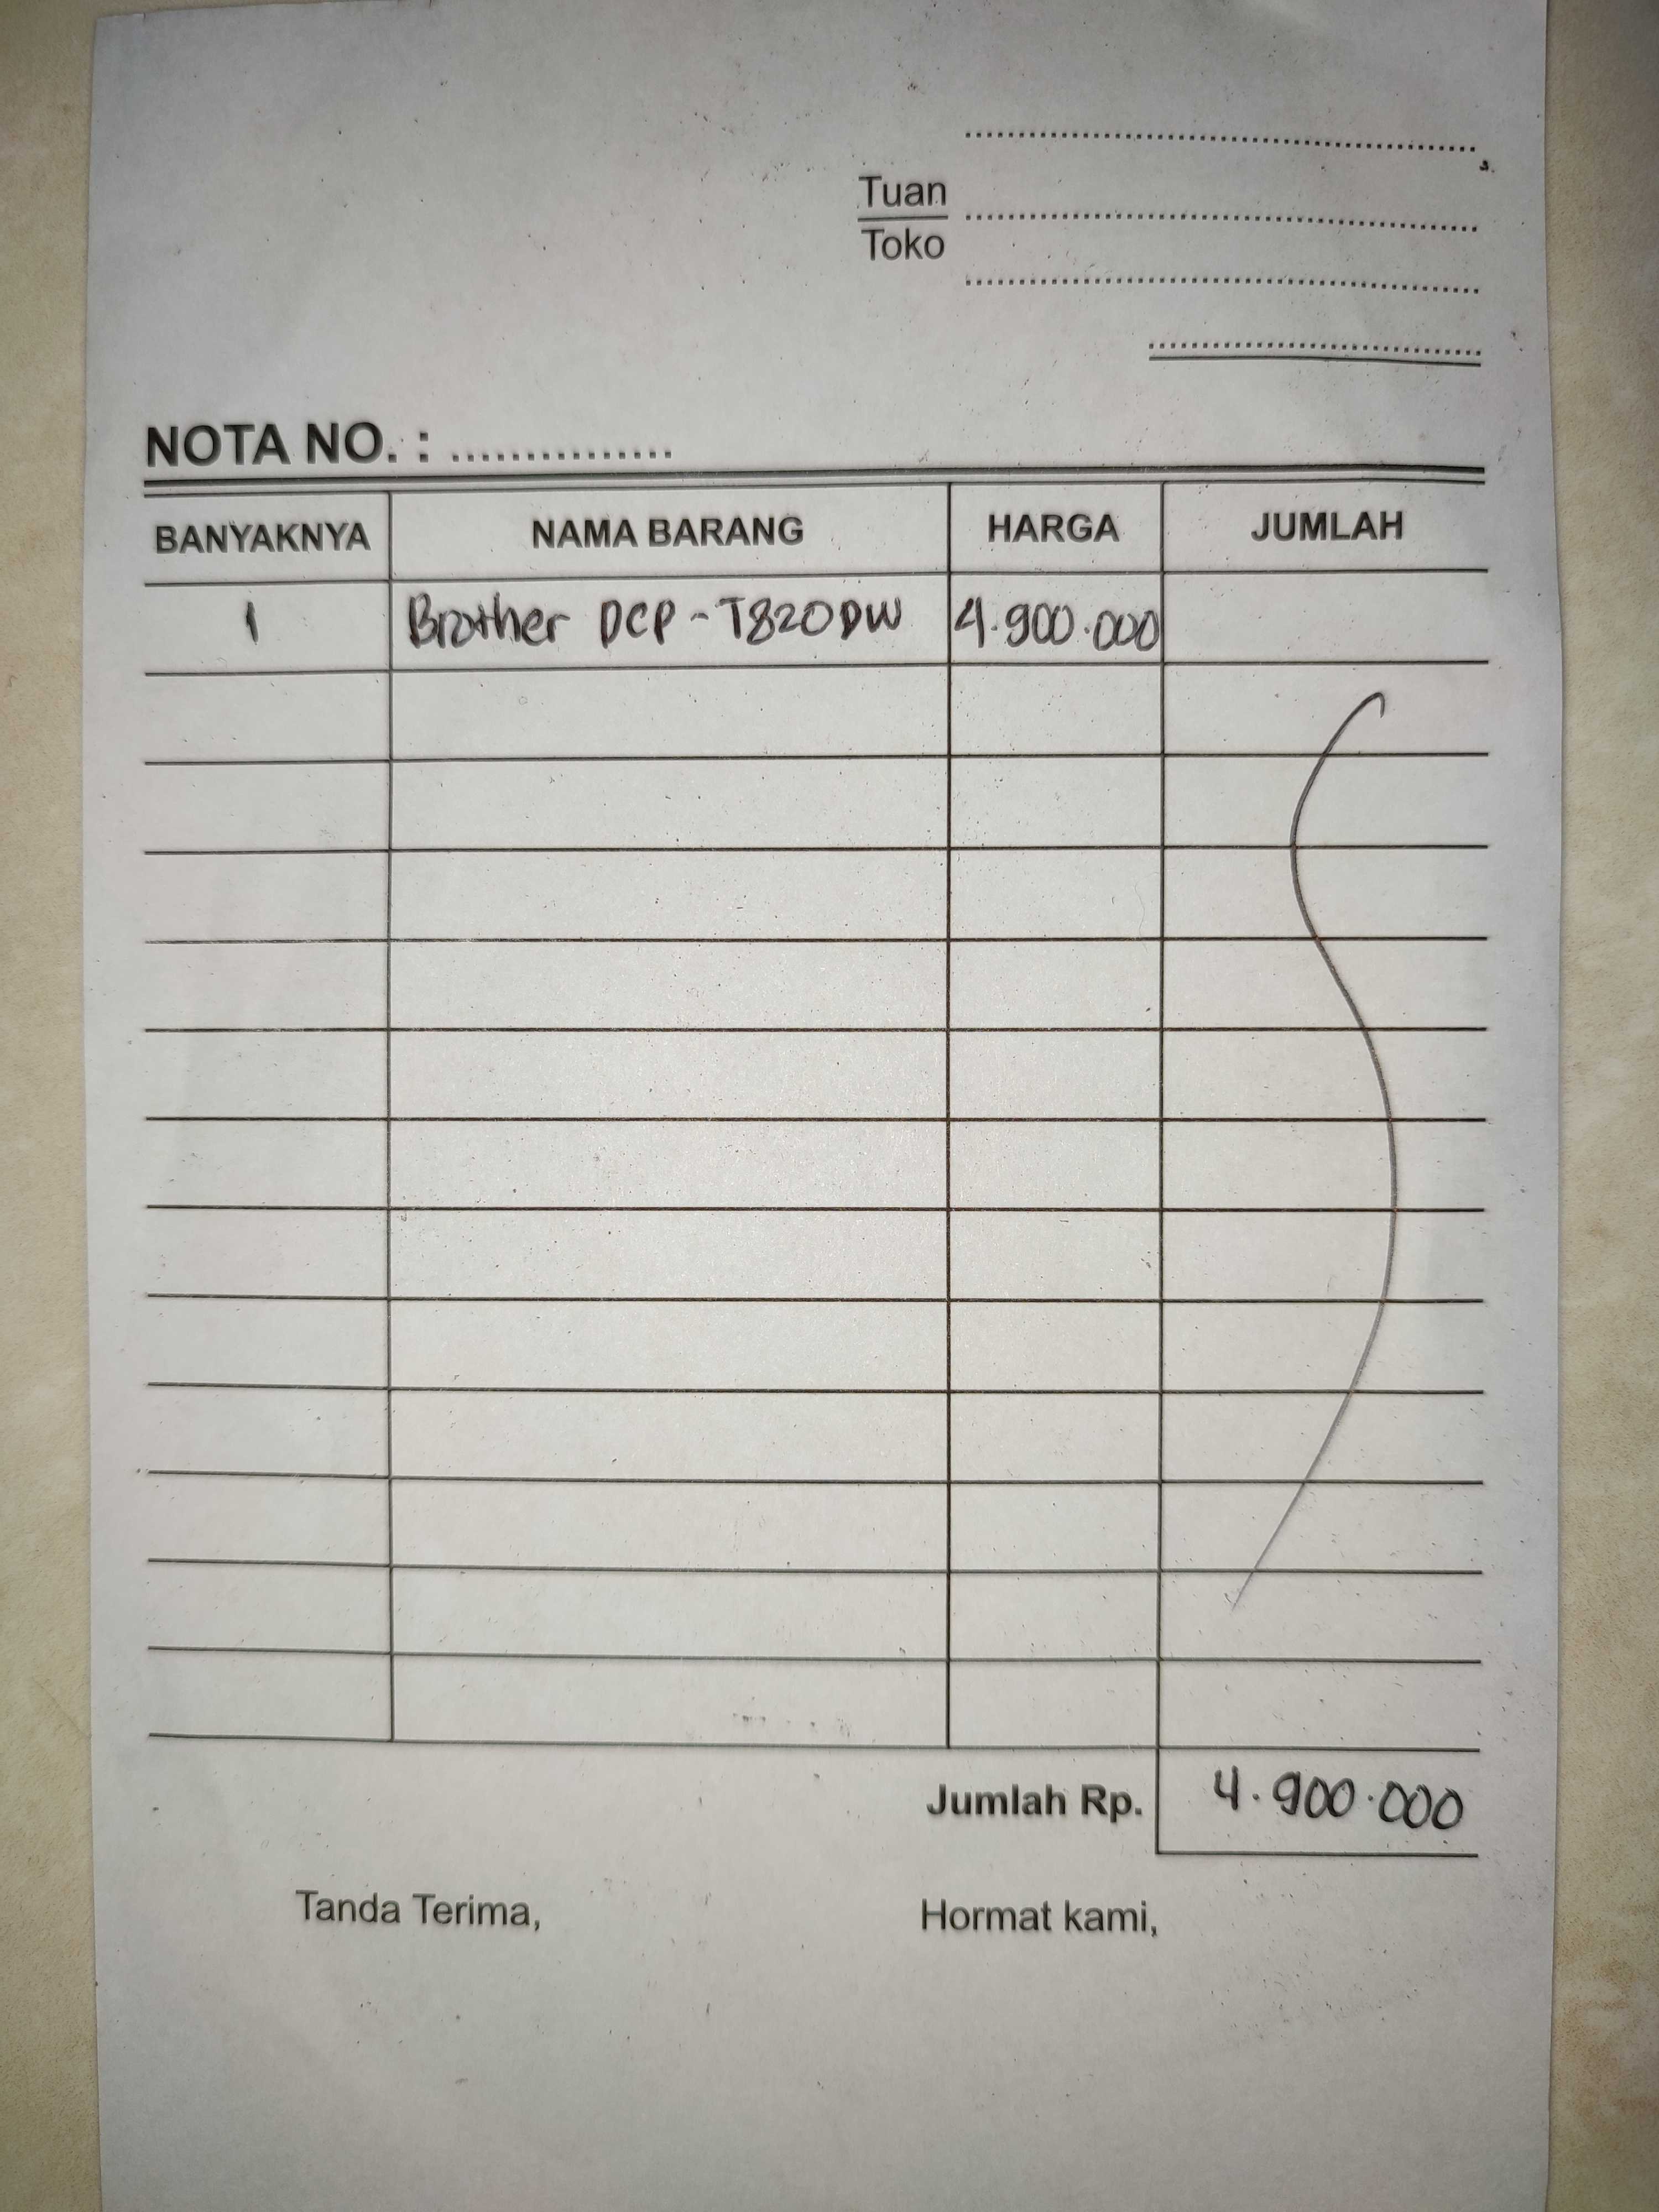 Tuan
Toko
NOTA NO. : ...............
BANYAKNYA NAMA BARANG HARGA JUMLAH
1 Brother DCP-T820DW 4.900.000
Jumlah Rp. 4.900.000
Tanda Terima, Hormat kami,